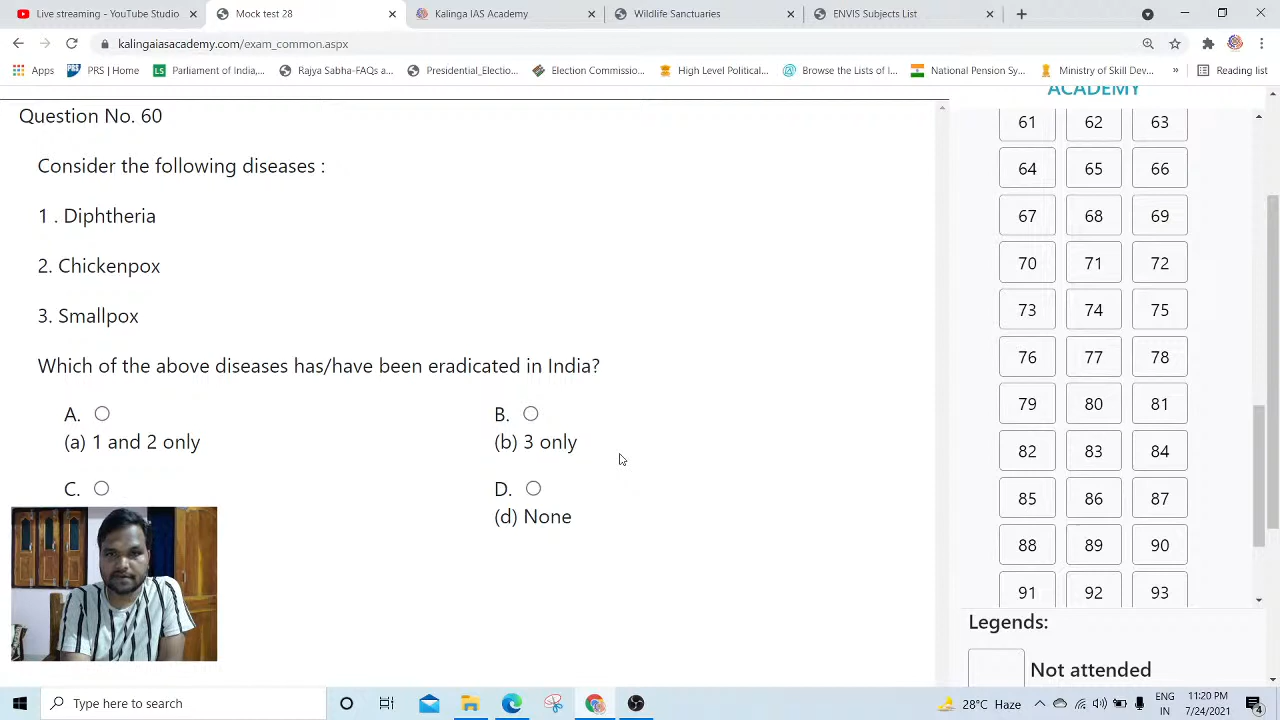 Live streaming - YouTube Studio
Mock test 28
Kalinga IAS Academy
Wildlife Sanctuaries
ENVIS Subjects List
kalingaiasacademy.com/exam_common.aspx
Apps
PRS | Home
Parliament of India,...
Rajya Sabha-FAQs a...
Presidential_Electio...
Election Commissio...
High Level Political...
Browse the Lists of I...
National Pension Sy...
Ministry of Skill Dev...
»
Reading list
ACADEMY
Question No. 60
Consider the following diseases :
1 . Diphtheria
2. Chickenpox
3. Smallpox
Which of the above diseases has/have been eradicated in India?
A.
(a) 1 and 2 only
B.
(b) 3 only
C.
D.
(d) None
61 62 63
64 65 66
67 68 69
70 71 72
73 74 75
76 77 78
79 80 81
82 83 84
85 86 87
88 89 90
91 92 93
Legends:
Not attended
Type here to search
28°C Haze
ENG
IN
11:20 PM
7/24/2021
4